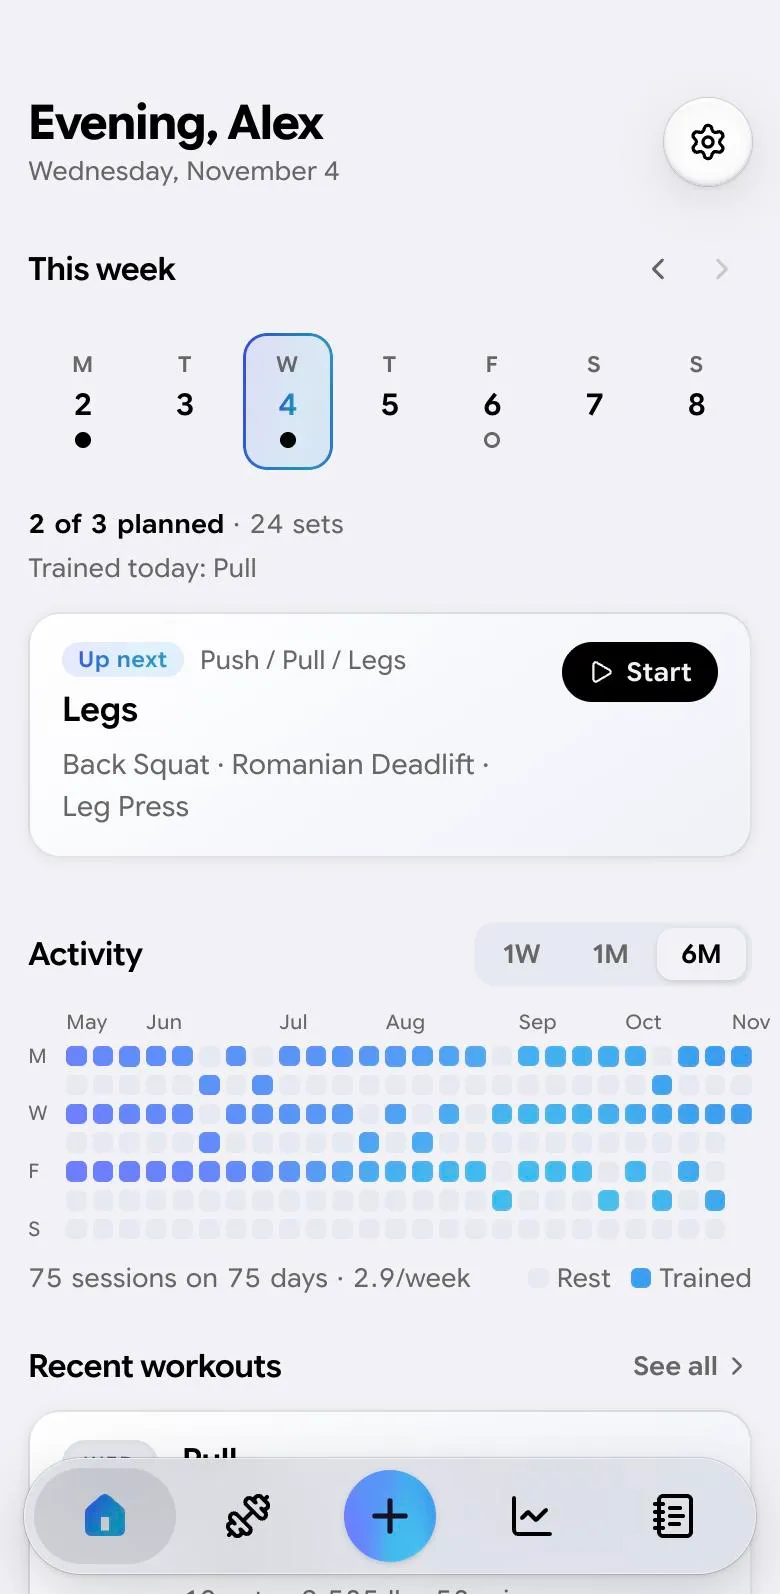 Evening, Alex
Wednesday, November 4
This week
M T W T F S S
2 3 4 5 6 7 8
2 of 3 planned · 24 sets
Trained today: Pull
Up next Push / Pull / Legs
Start
Legs
Back Squat · Romanian Deadlift ·
Leg Press
Activity 1W 1M 6M
May Jun Jul Aug Sep Oct Nov
M
W
F
S
75 sessions on 75 days · 2.9/week Rest Trained
Recent workouts See all
Pull